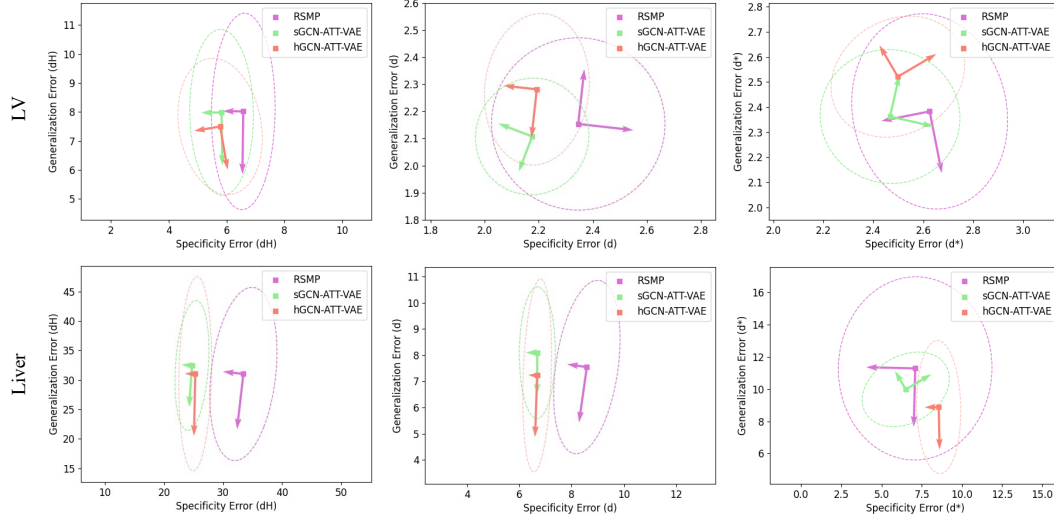 LV
Generalization Error (dH)
11
10
9
8
7
6
5
2
4
6
8
10
Specificity Error (dH)
RSMP
sGCN-ATT-VAE
hGCN-ATT-VAE
Generalization Error (d)
2.6
2.5
2.4
2.3
2.2
2.1
2.0
1.9
1.8
1.8
2.0
2.2
2.4
2.6
2.8
Specificity Error (d)
RSMP
sGCN-ATT-VAE
hGCN-ATT-VAE
Generalization Error (d*)
2.8
2.7
2.6
2.5
2.4
2.3
2.2
2.1
2.0
2.0
2.2
2.4
2.6
2.8
3.0
Specificity Error (d*)
RSMP
sGCN-ATT-VAE
hGCN-ATT-VAE
Liver
Generalization Error (dH)
45
40
35
30
25
20
15
10
20
30
40
50
Specificity Error (dH)
RSMP
sGCN-ATT-VAE
hGCN-ATT-VAE
Generalization Error (d)
11
10
9
8
7
6
5
4
4
6
8
10
12
Specificity Error (d)
RSMP
sGCN-ATT-VAE
hGCN-ATT-VAE
Generalization Error (d*)
16
14
12
10
8
6
0.0
2.5
5.0
7.5
10.0
12.5
15.0
Specificity Error (d*)
RSMP
sGCN-ATT-VAE
hGCN-ATT-VAE